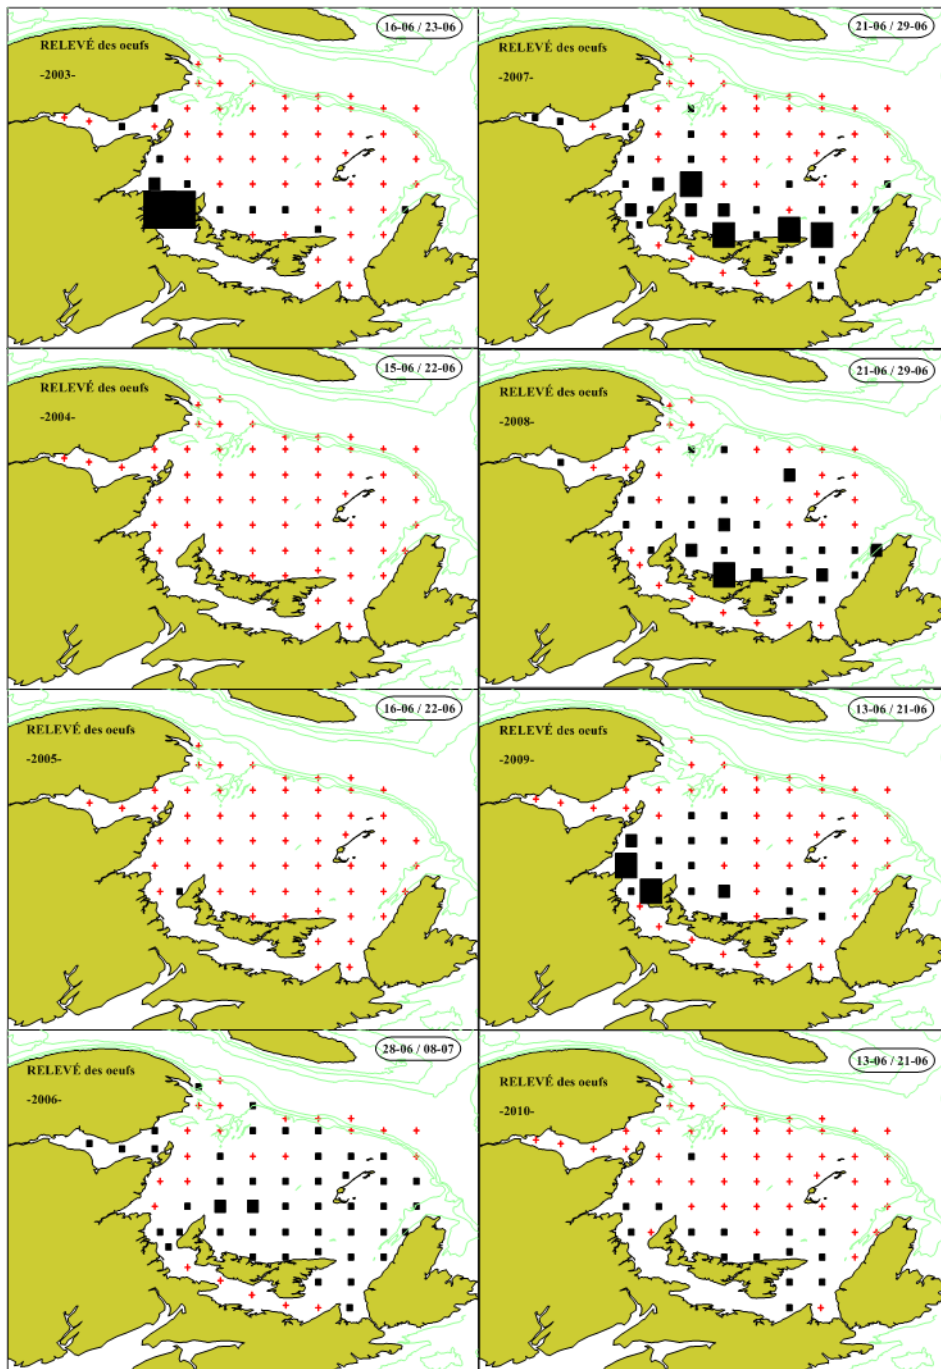 16-06 / 23-06
RELEVÉ des oeufs
-2003-
21-06 / 29-06
RELEVÉ des oeufs
-2007-
15-06 / 22-06
RELEVÉ des oeufs
-2004-
21-06 / 29-06
RELEVÉ des oeufs
-2008-
16-06 / 22-06
RELEVÉ des oeufs
-2005-
13-06 / 21-06
RELEVÉ des oeufs
-2009-
28-06 / 08-07
RELEVÉ des oeufs
-2006-
13-06 / 21-06
RELEVÉ des oeufs
-2010-